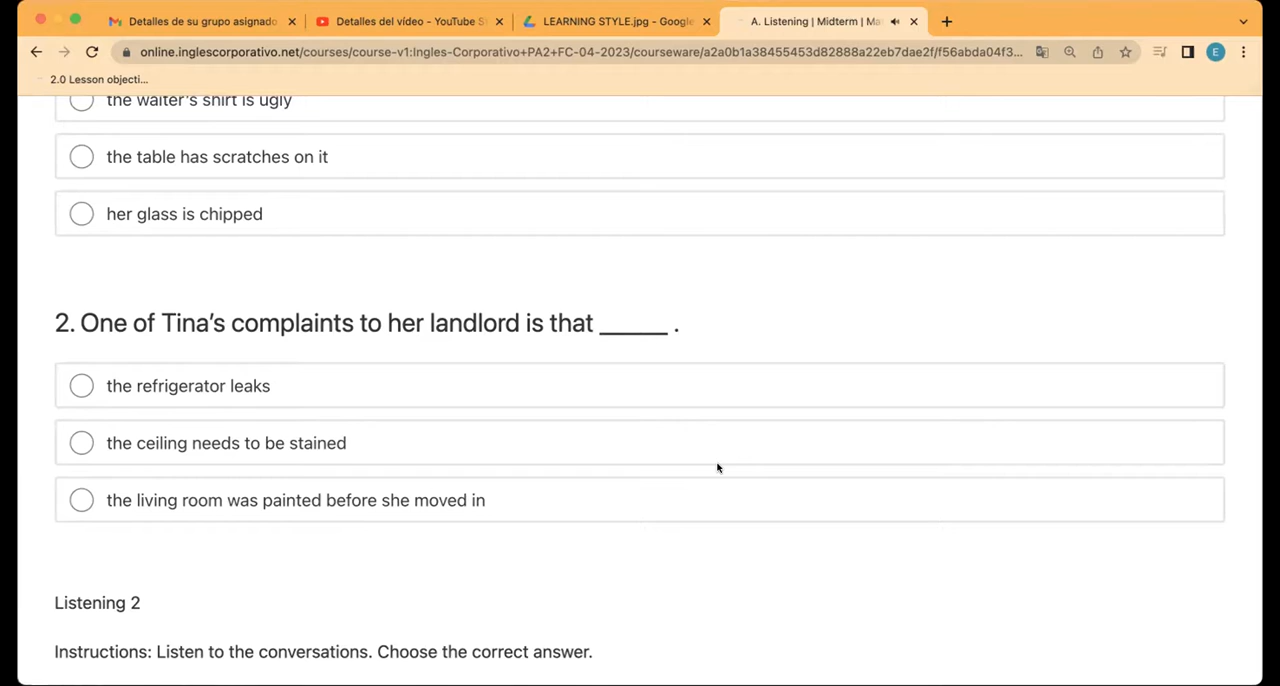 Detalles de su grupo asignado
Detalles del vídeo - YouTube S
LEARNING STYLE.jpg - Google
A. Listening | Midterm | Ma
online.inglescorporativo.net/courses/course-v1:Ingles-Corporativo+PA2+FC-04-2023/courseware/a2a0b1a38455453d82888a22eb7dae2f/f56abda04f3...
E
2.0 Lesson objecti...
the waiter's shirt is ugly
the table has scratches on it
her glass is chipped
2. One of Tina’s complaints to her landlord is that ______ .
the refrigerator leaks
the ceiling needs to be stained
the living room was painted before she moved in
Listening 2
Instructions: Listen to the conversations. Choose the correct answer.